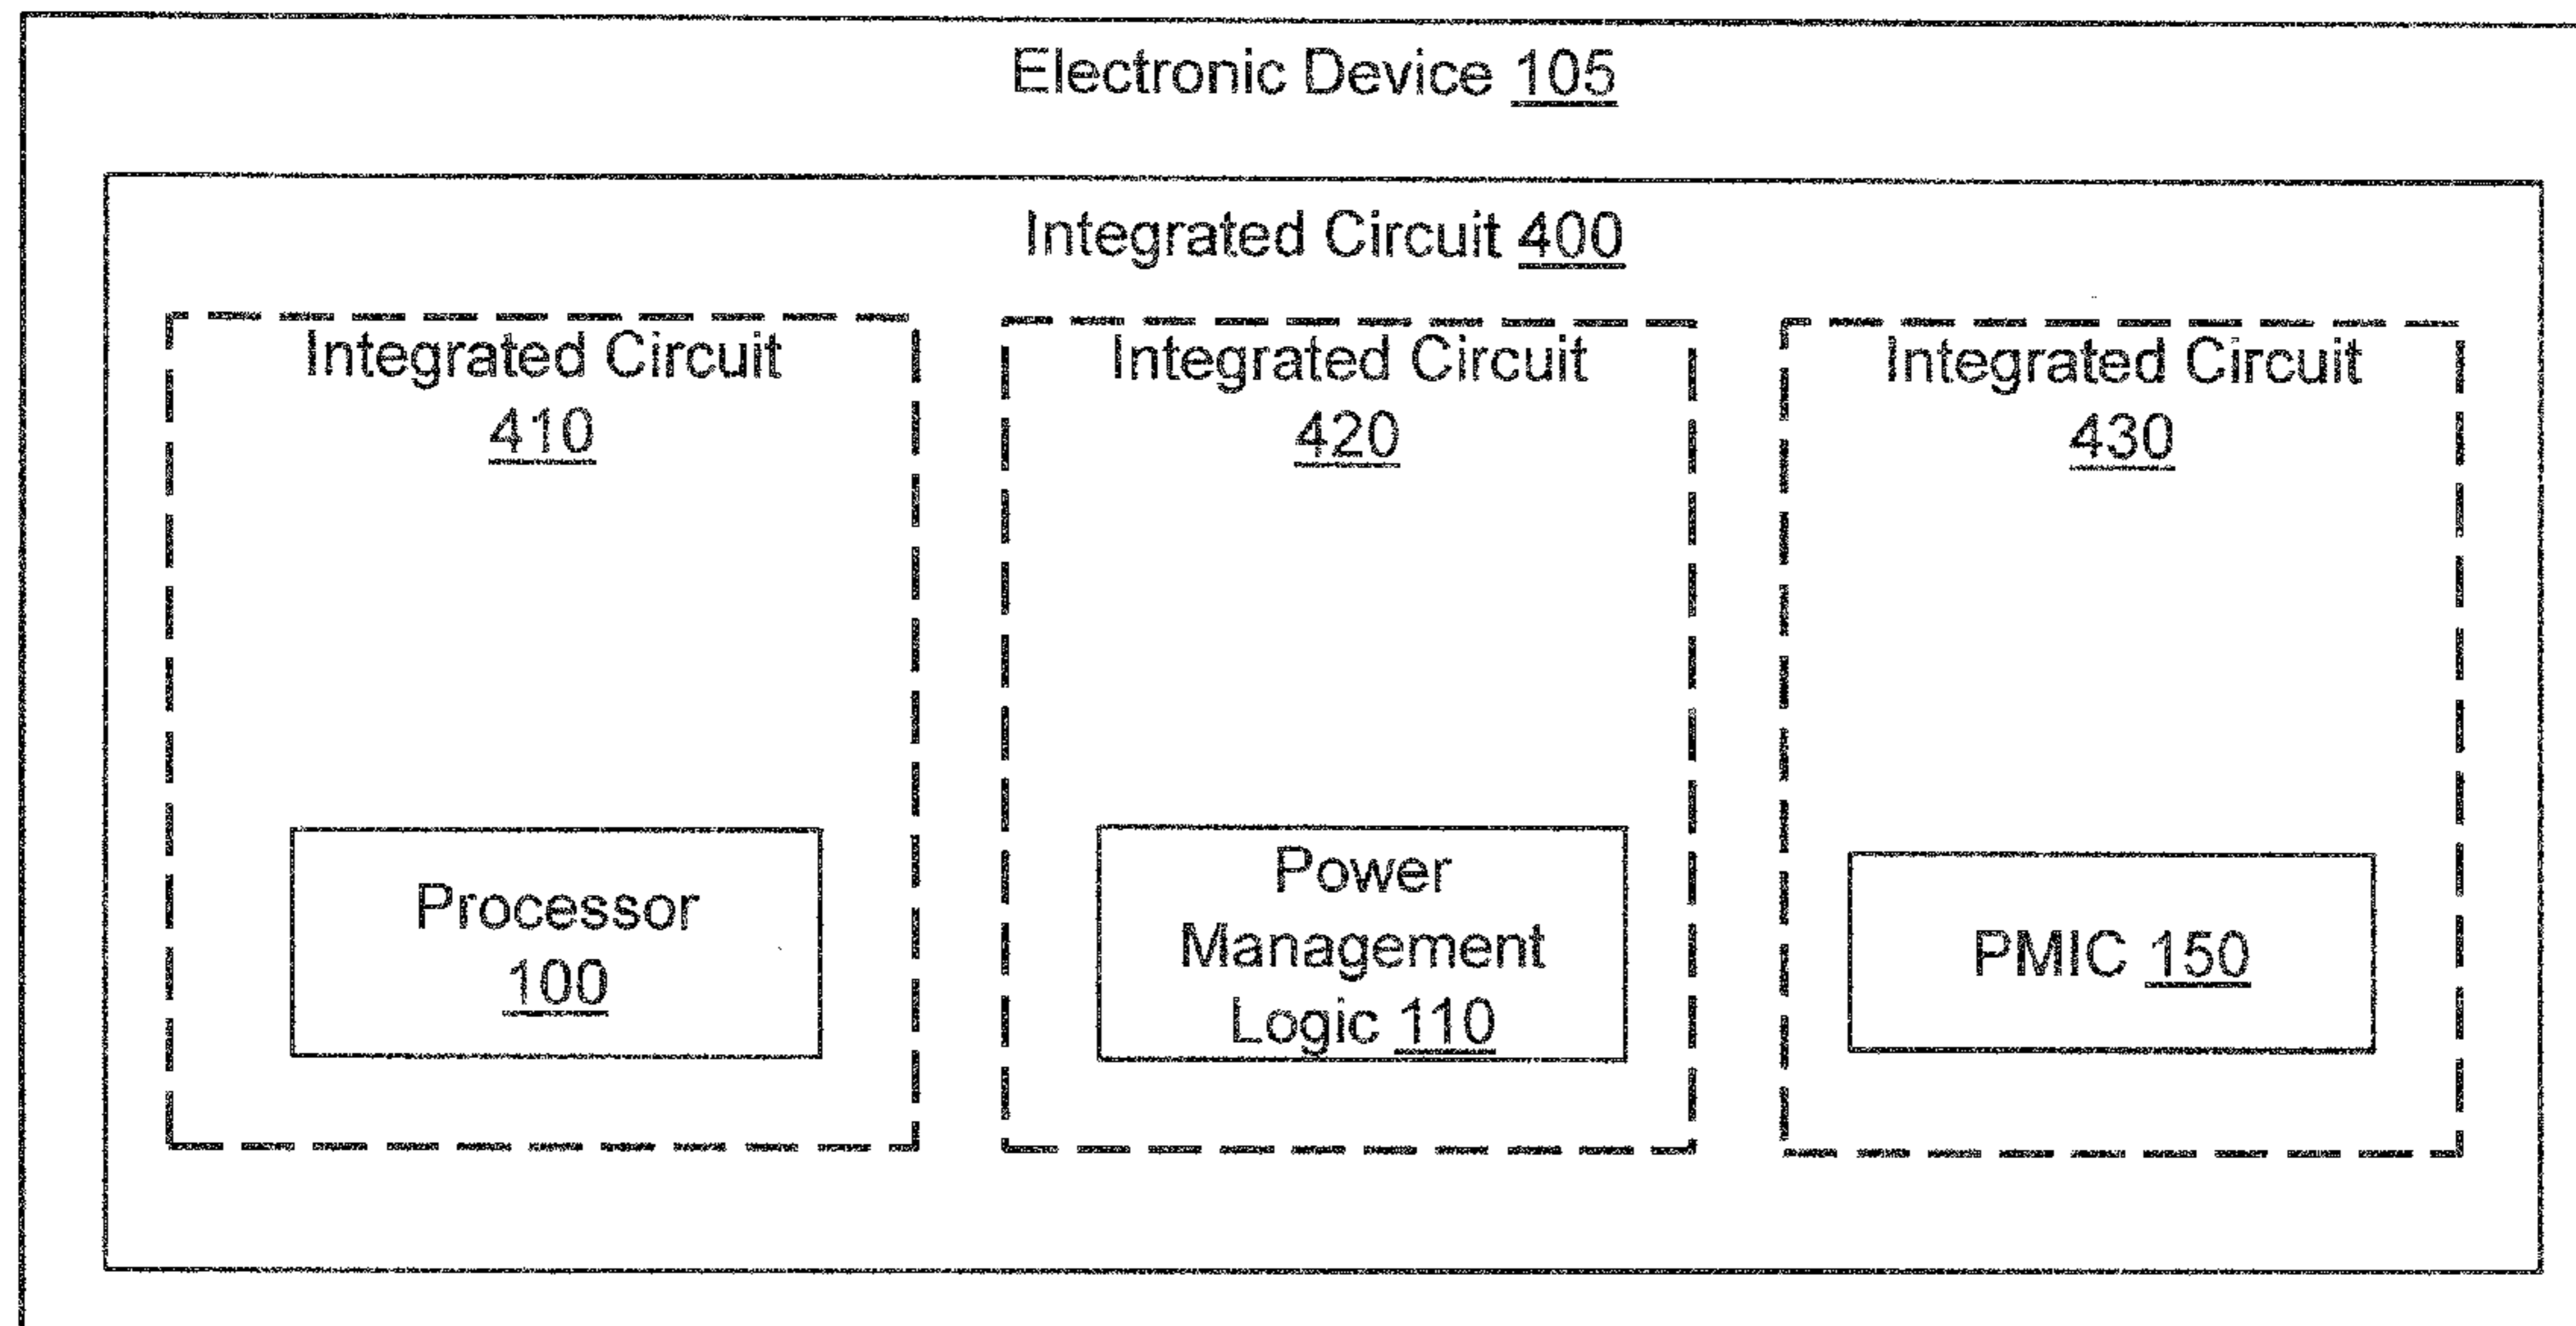 Electronic Device 105
Integrated Circuit 400
Integrated Circuit
410
Integrated Circuit
420
Integrated Circuit
430
Processor
100
Power
Management
Logic 110
PMIC 150